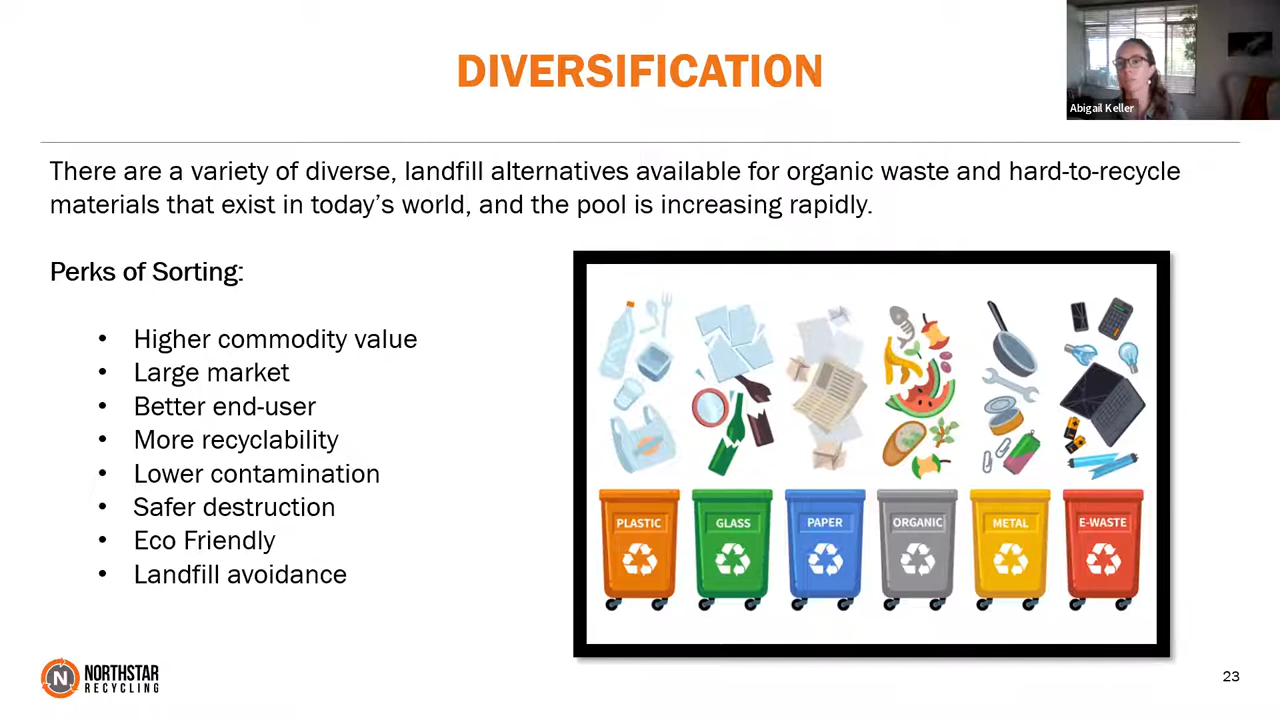 DIVERSIFICATION
Abigail Keller
There are a variety of diverse, landfill alternatives available for organic waste and hard-to-recycle
materials that exist in today’s world, and the pool is increasing rapidly.
Perks of Sorting:
• Higher commodity value
• Large market
• Better end-user
• More recyclability
• Lower contamination
• Safer destruction
• Eco Friendly
• Landfill avoidance
PLASTIC GLASS PAPER ORGANIC METAL E-WASTE
N NORTHSTAR
RECYCLING
23